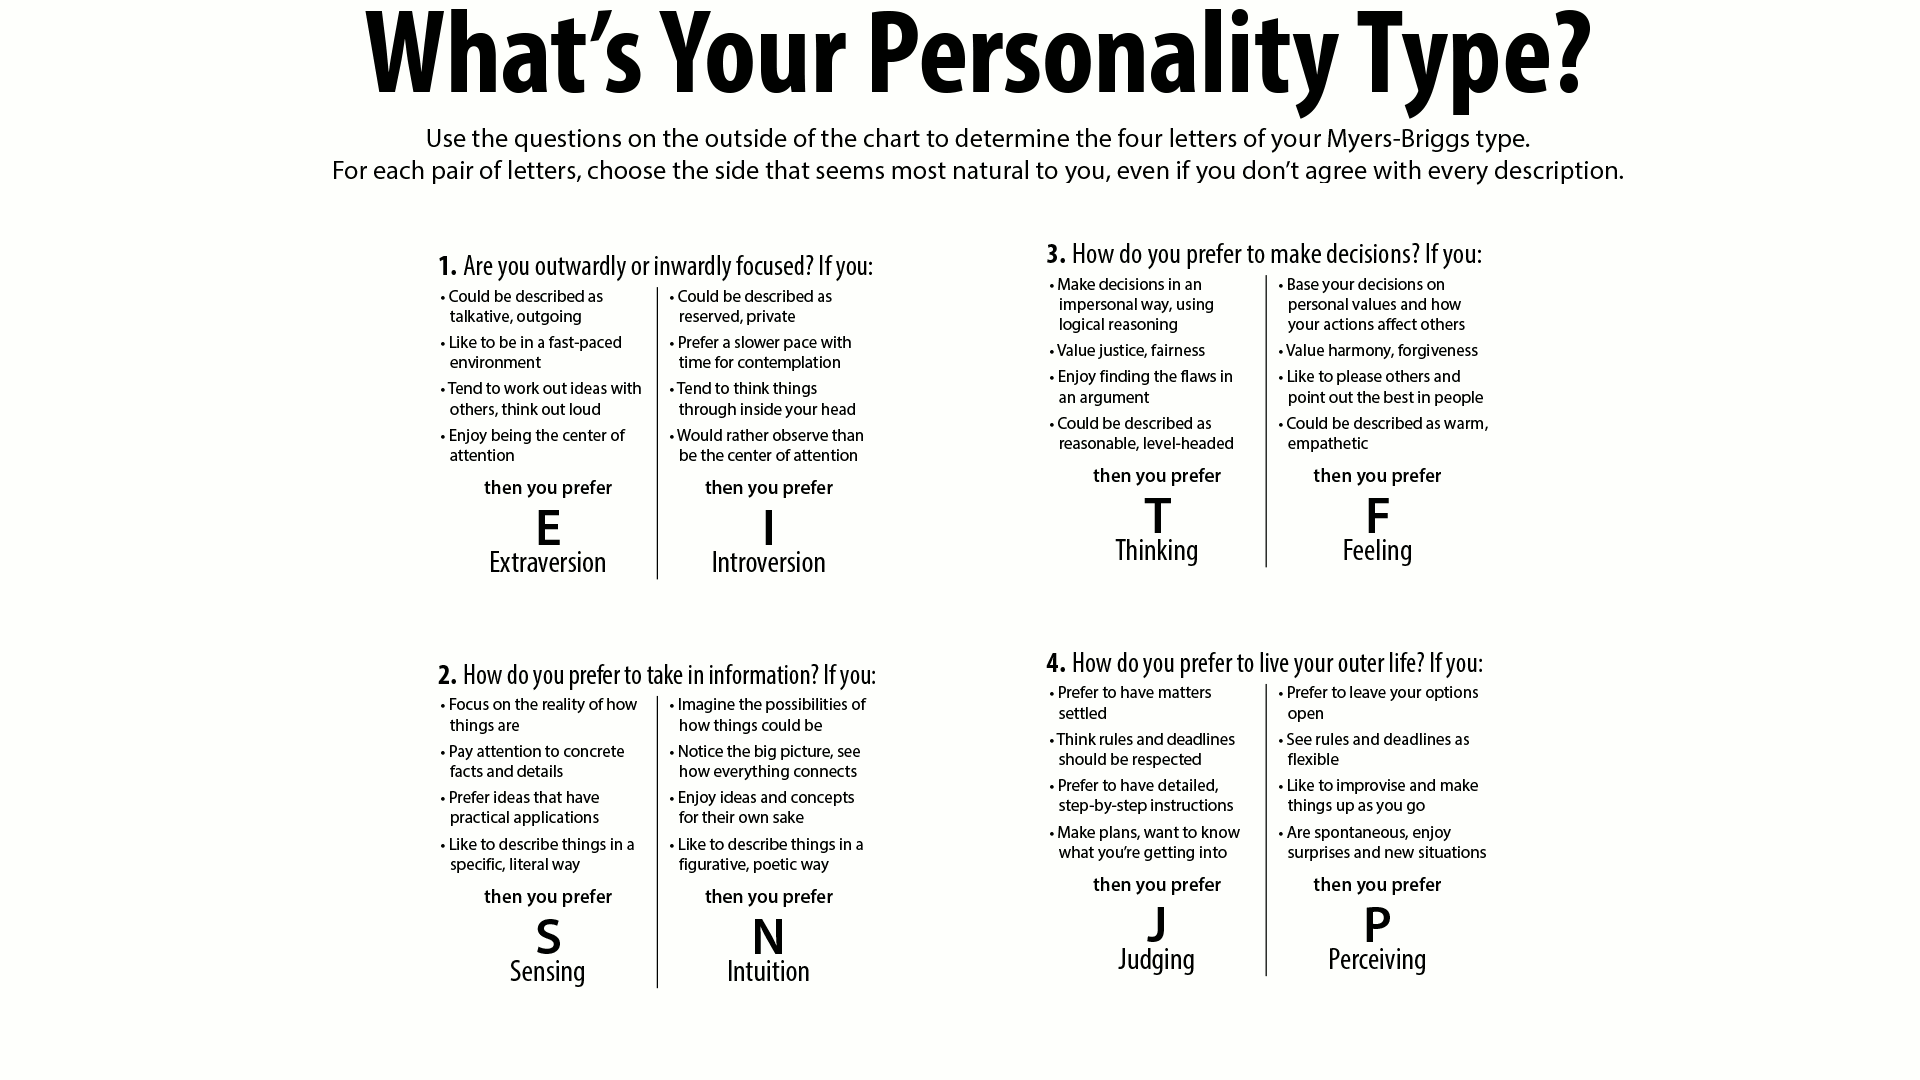 What's Your Personality Type?
Use the questions on the outside of the chart to determine the four letters of your Myers-Briggs type.
For each pair of letters, choose the side that seems most natural to you, even if you don't agree with every description.
1. Are you outwardly or inwardly focused? If you:
• Could be described as
talkative, outgoing
• Like to be in a fast-paced
environment
• Tend to work out ideas with
others, think out loud
• Enjoy being the center of
attention
then you prefer
E
Extraversion
• Could be described as
reserved, private
• Prefer a slower pace with
time for contemplation
• Tend to think things
through inside your head
• Would rather observe than
be the center of attention
then you prefer
I
Introversion
2. How do you prefer to take in information? If you:
• Focus on the reality of how
things are
• Pay attention to concrete
facts and details
• Prefer ideas that have
practical applications
• Like to describe things in a
specific, literal way
then you prefer
S
Sensing
• Imagine the possibilities of
how things could be
• Notice the big picture, see
how everything connects
• Enjoy ideas and concepts
for their own sake
• Like to describe things in a
figurative, poetic way
then you prefer
N
Intuition
3. How do you prefer to make decisions? If you:
• Make decisions in an
impersonal way, using
logical reasoning
• Value justice, fairness
• Enjoy finding the flaws in
an argument
• Could be described as
reasonable, level-headed
then you prefer
T
Thinking
• Base your decisions on
personal values and how
your actions affect others
• Value harmony, forgiveness
• Like to please others and
point out the best in people
• Could be described as warm,
empathetic
then you prefer
F
Feeling
4. How do you prefer to live your outer life? If you:
• Prefer to have matters
settled
• Think rules and deadlines
should be respected
• Prefer to have detailed,
step-by-step instructions
• Make plans, want to know
what you're getting into
then you prefer
J
Judging
• Prefer to leave your options
open
• See rules and deadlines as
flexible
• Like to improvise and make
things up as you go
• Are spontaneous, enjoy
surprises and new situations
then you prefer
P
Perceiving